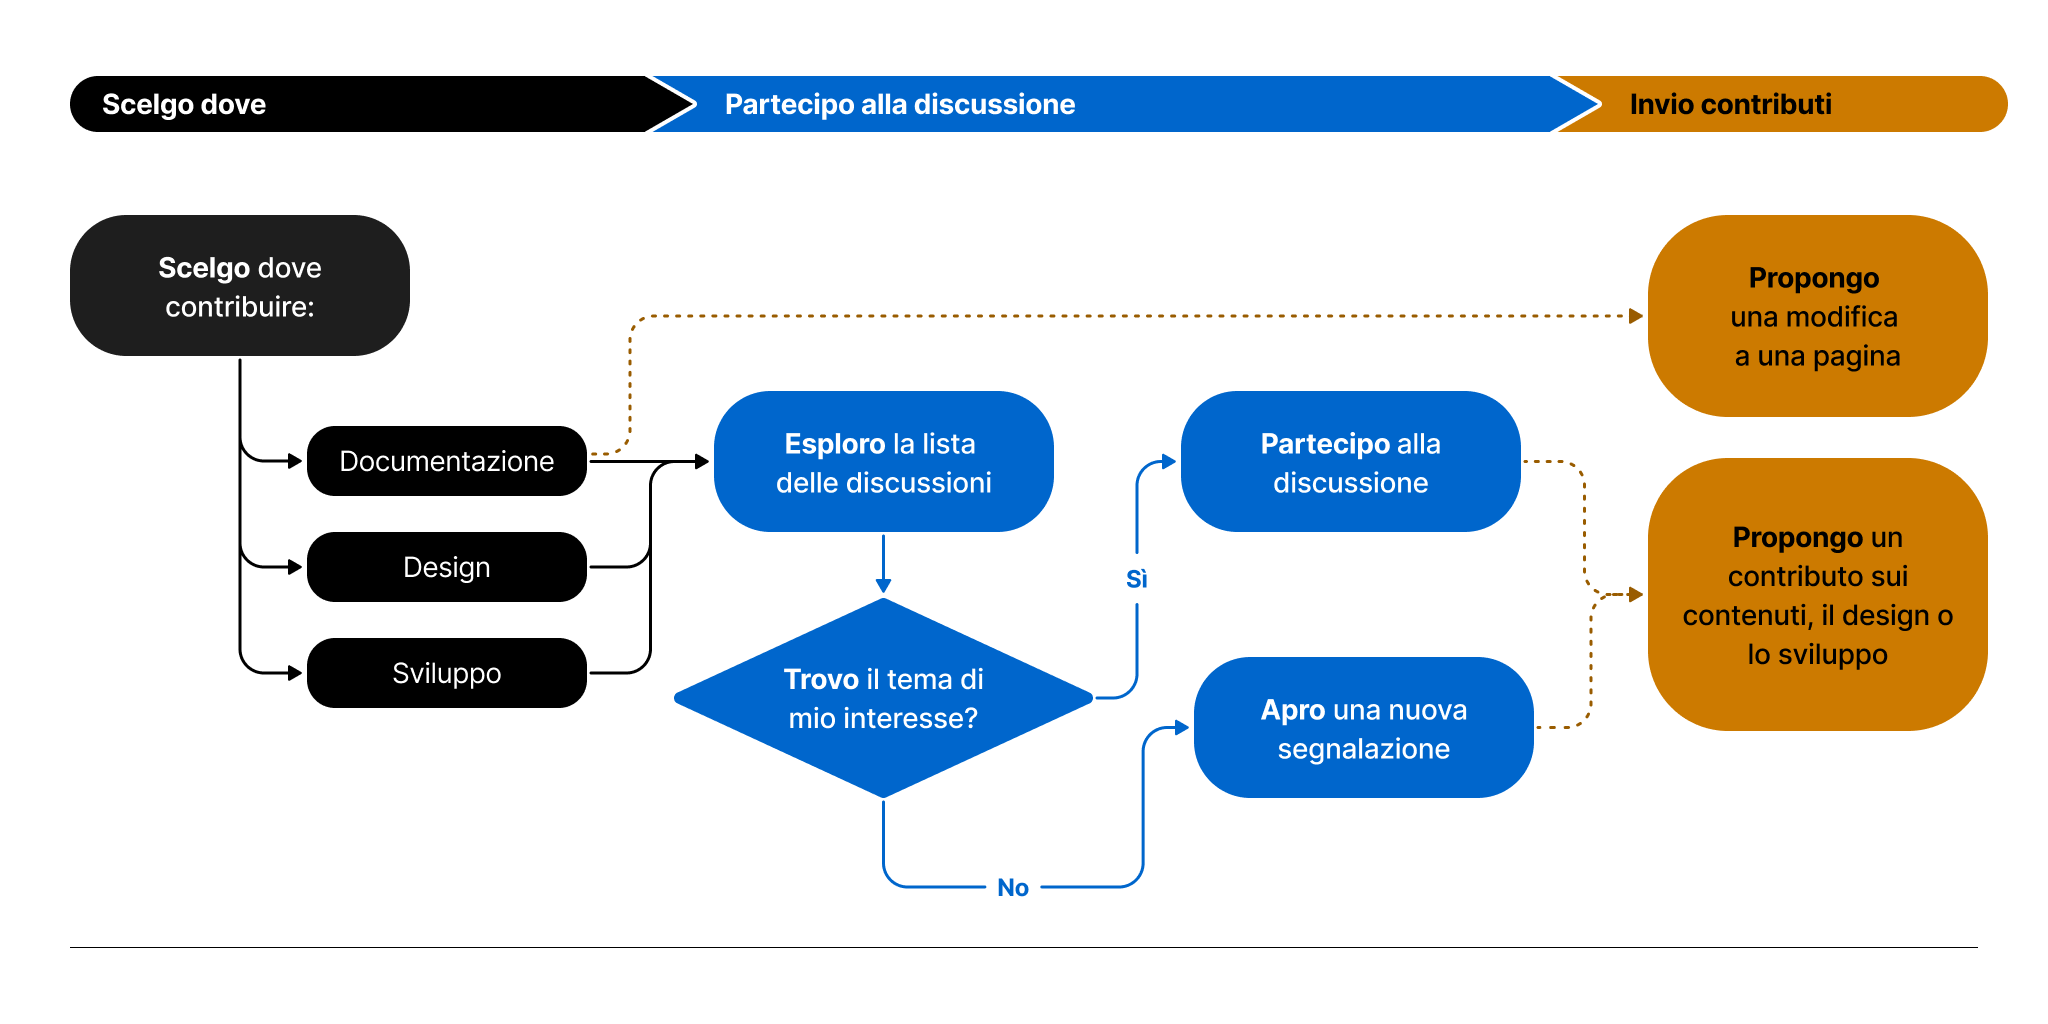 Scelgo dove
Partecipo alla discussione
Invio contributi
Scelgo dove
contribuire:
Documentazione
Design
Sviluppo
Esploro la lista
delle discussioni
Trovo il tema di
mio interesse?
Sì
No
Partecipo alla
discussione
Apro una nuova
segnalazione
Propongo
una modifica
a una pagina
Propongo un
contributo sui
contenuti, il design o
lo sviluppo